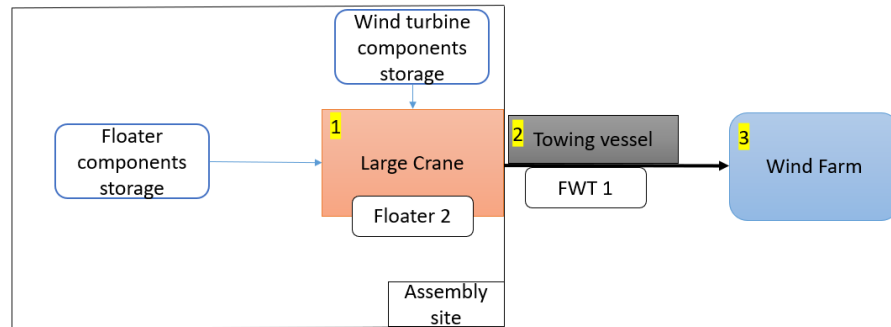 Wind turbine
components
storage
Floater
components
storage
1
Large Crane
Floater 2
2
Towing vessel
FWT 1
3
Wind Farm
Assembly
site